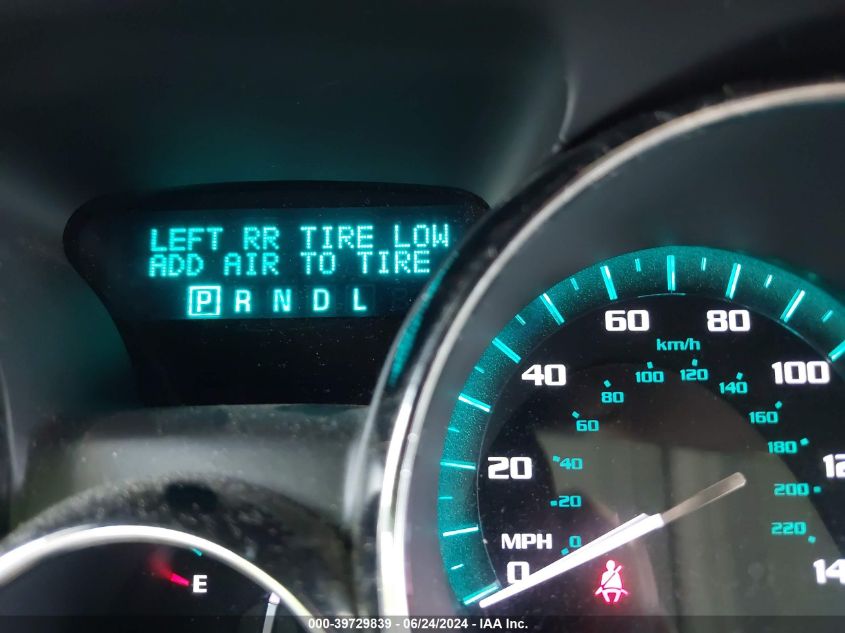 LEFT RR TIRE LOW
ADD AIR TO TIRE
P R N D L
60 80
km/h
40 100
80 100 120 140
60 160
180
20 40
200
20
220
MPH 0
0
E
000-39729839 - 06/24/2024 - IAA Inc.